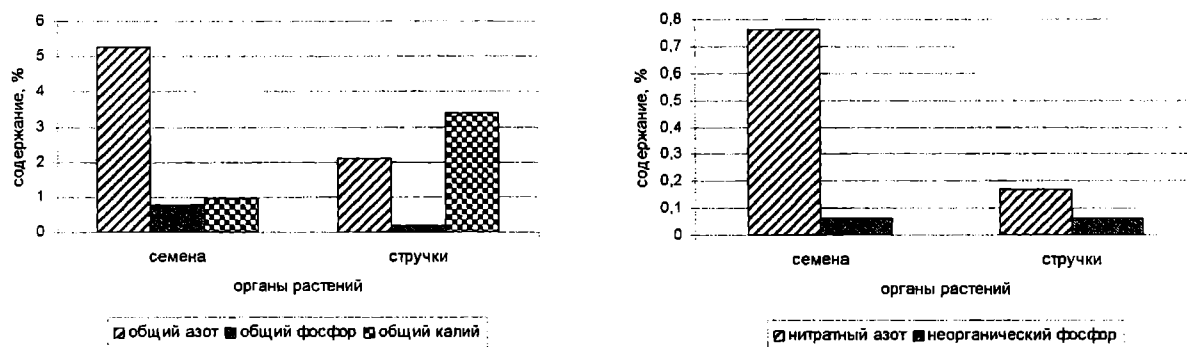 содержание, %
6
5
4
3
2
1
0
семена
стручки
органы растений
общий азот общий фосфор общий калий
содержание, %
0,8
0,7
0,6
0,5
0,4
0,3
0,2
0,1
0
семена
стручки
органы растений
нитратный азот неорганический фосфор